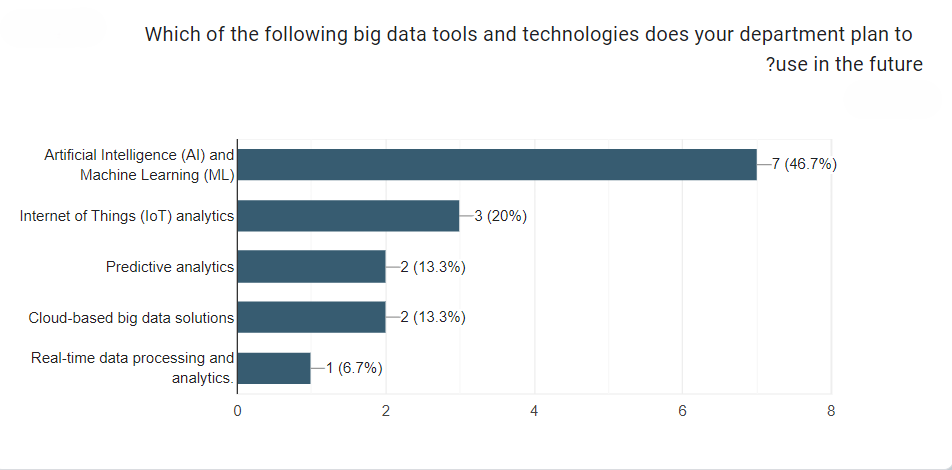 Which of the following big data tools and technologies does your department plan to
?use in the future
Artificial Intelligence (AI) and
Machine Learning (ML)
7 (46.7%)
Internet of Things (IoT) analytics
3 (20%)
Predictive analytics
2 (13.3%)
Cloud-based big data solutions
2 (13.3%)
Real-time data processing and
analytics.
1 (6.7%)
0 2 4 6 8